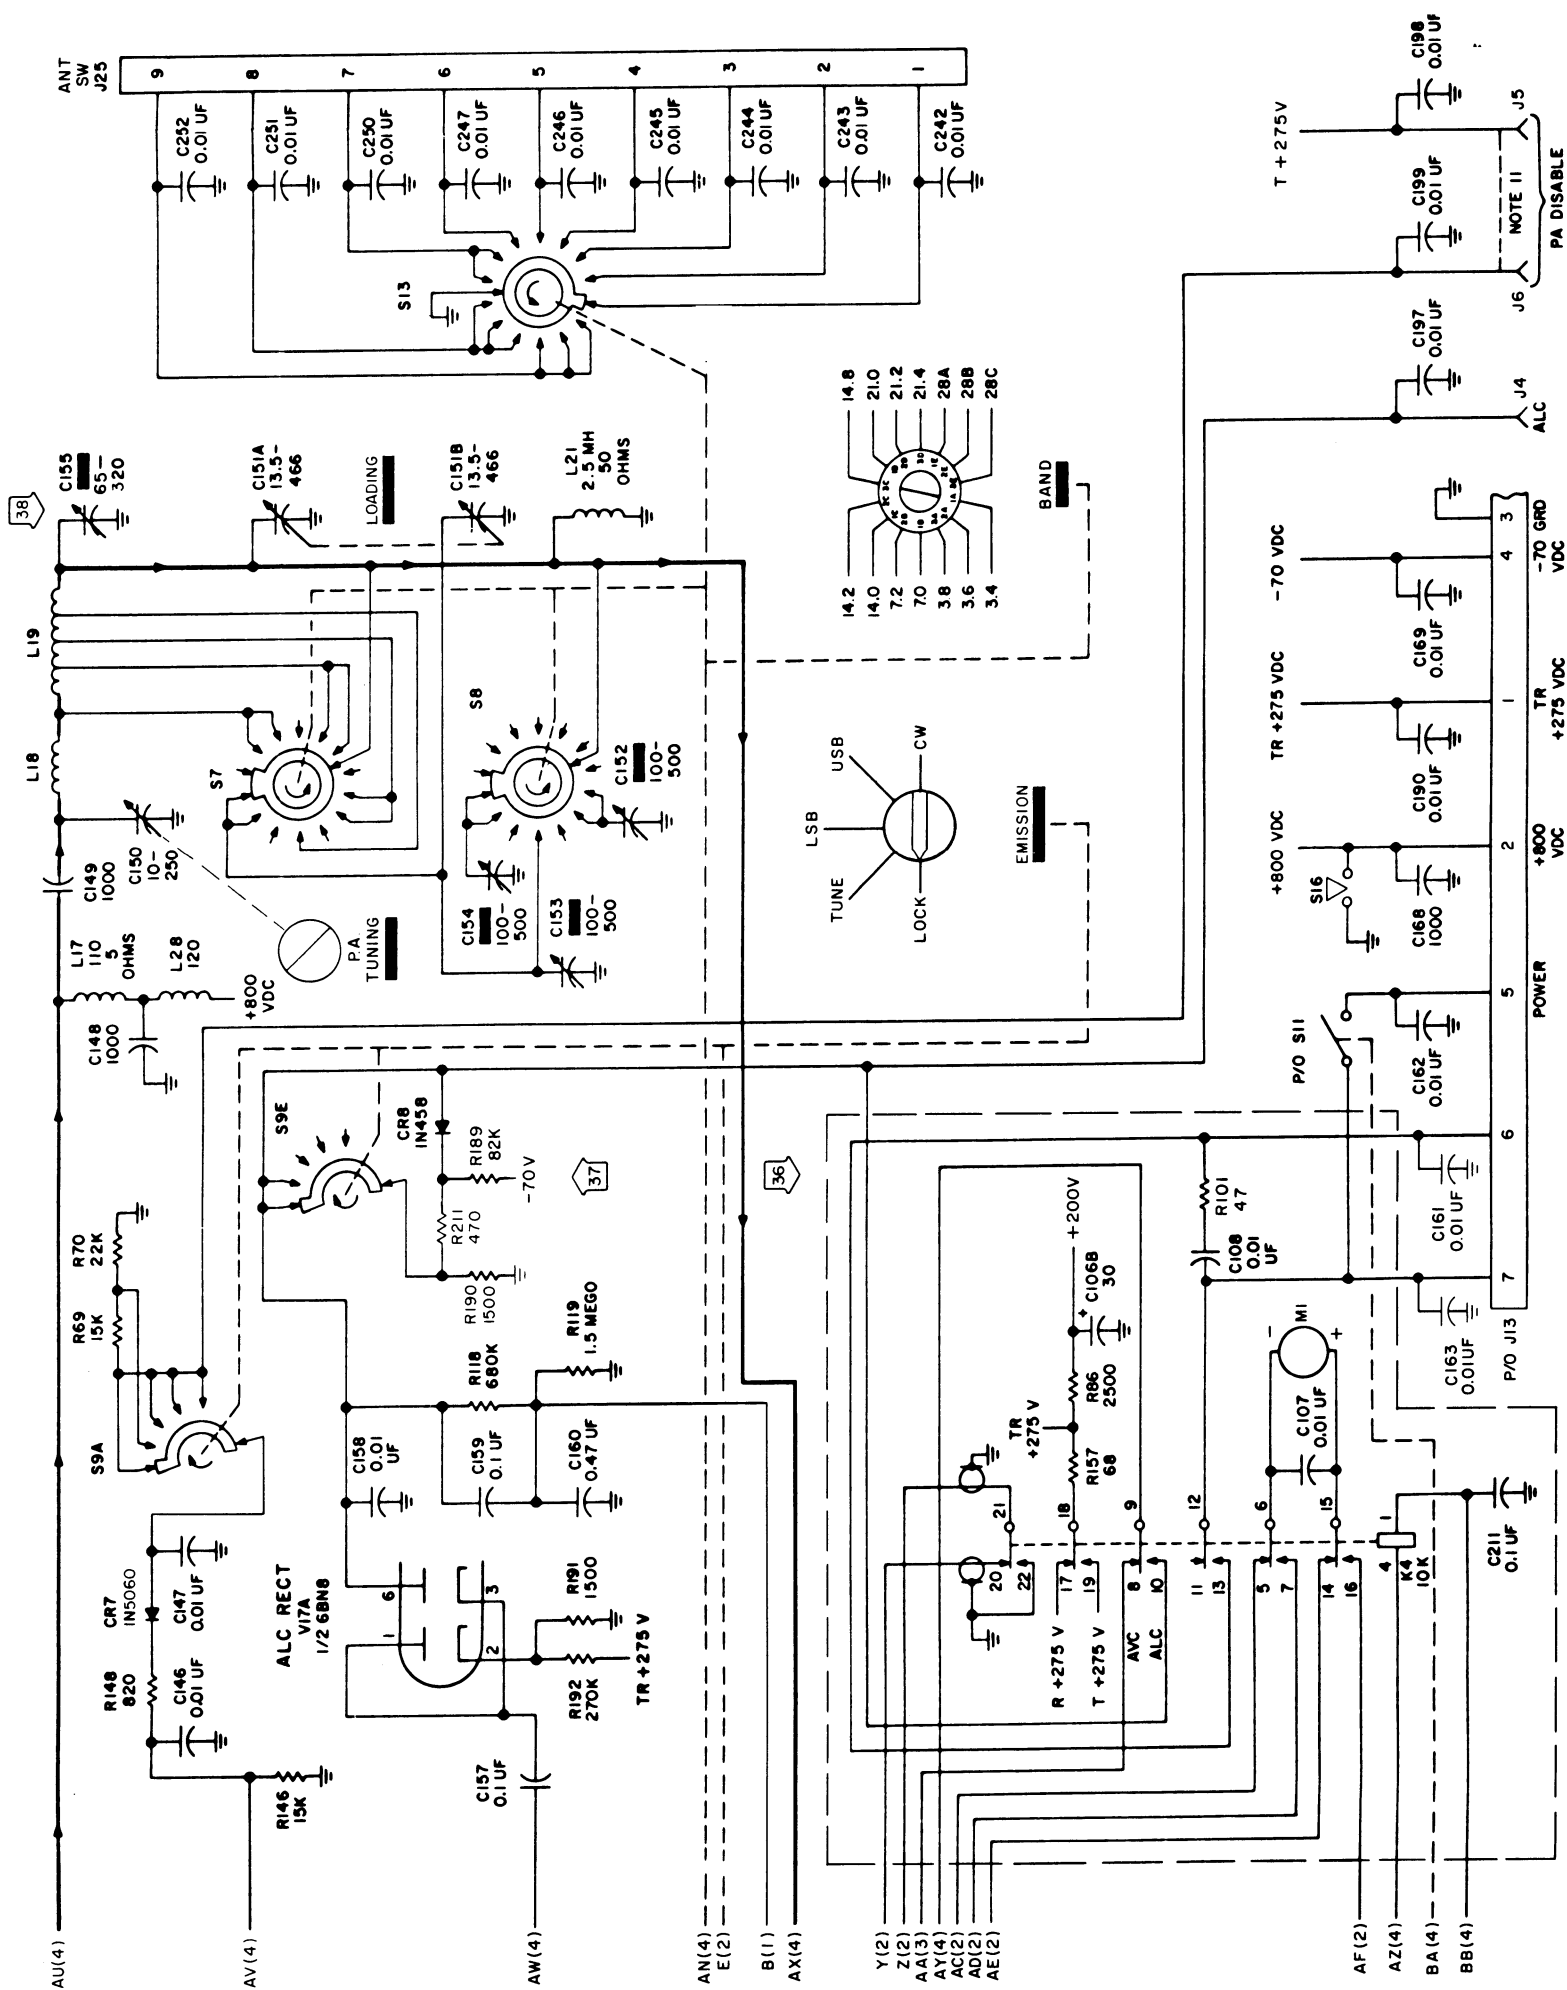 ANT
SW
J25
9
8
7
6
5
4
3
2
1
C252
0.01 UF
C251
0.01 UF
C250
0.01 UF
C247
0.01 UF
C246
0.01 UF
C245
0.01 UF
C244
0.01 UF
C243
0.01 UF
C242
0.01 UF
S13
T +275V
C198
0.01 UF
C199
0.01 UF
J5
NOTE 11
J6
PA DISABLE
C197
0.01 UF
J4
ALC
38
C155
65-
320
C151A
13.5-
466
LOADING
C151B
13.5-
466
L21
2.5 MH
50
OHMS
L19
L18
S7
S8
C149
1000
C150
10-
250
P.A.
TUNING
C152
100-
500
C154
100-
500
C153
100-
500
L17
110
5
OHMS
L28
120
+800
VDC
C148
1000
14.8
21.0
21.2
21.4
28A
28B
28C
14.2
14.0
7.2
7.0
3.8
3.6
3.4
BAND
USB
LSB
CW
TUNE
LOCK
EMISSION
-70 VDC
C169
0.01 UF
TR +275 VDC
C190
0.01 UF
+800 VDC
S16
C168
1000
P/O S11
C162
0.01 UF
3
GRD
4
-70
VDC
1
TR
+275 VDC
2
+800
VDC
5
POWER
6
7
P/O J13
C161
0.01 UF
C163
0.01UF
R70
22K
R69
15K
S9A
S9E
CR8
1N458
R189
82K
-70V
R211
470
R190
1500
37
36
CR7
1N5060
C147
0.01 UF
R148
820
C146
0.01 UF
R146
15K
ALC RECT
V17A
1/2 6BN8
6
1
3
2
C158
0.01
UF
R118
680K
R119
1.5 MEGO
C159
0.1 UF
C160
0.47 UF
R191
1500
R192
270K
TR +275 V
C157
0.1 UF
+200V
C106B
30
+
R86
2500
TR
+275 V
R157
68
R101
47
C108
0.01
UF
M1
-
+
C107
0.01 UF
21
20
22
18
17
19
R +275 V
T +275 V
9
8
10
AVC
ALC
12
11
13
6
5
7
15
14
16
1
4
K4
10K
C211
0.1 UF
AU(4)
AV(4)
AW(4)
AN(4)
E(2)
B(1)
AX(4)
Y(2)
Z(2)
AA(3)
AY(4)
AC(2)
AD(2)
AE(2)
AF(2)
AZ(4)
BA(4)
BB(4)